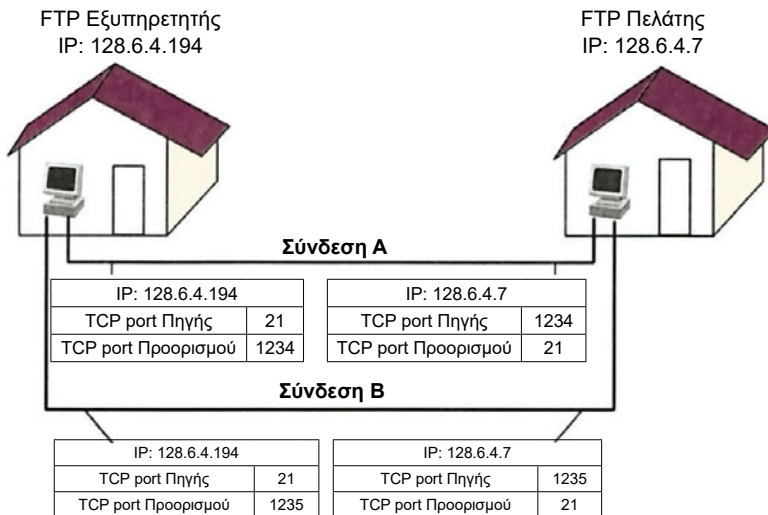 FTP Εξυπηρετητής
IP: 128.6.4.194
FTP Πελάτης
IP: 128.6.4.7
Σύνδεση Α
IP: 128.6.4.194
TCP port Πηγής 21
TCP port Προορισμού 1234
IP: 128.6.4.7
TCP port Πηγής 1234
TCP port Προορισμού 21
Σύνδεση Β
IP: 128.6.4.194
TCP port Πηγής 21
TCP port Προορισμού 1235
IP: 128.6.4.7
TCP port Πηγής 1235
TCP port Προορισμού 21